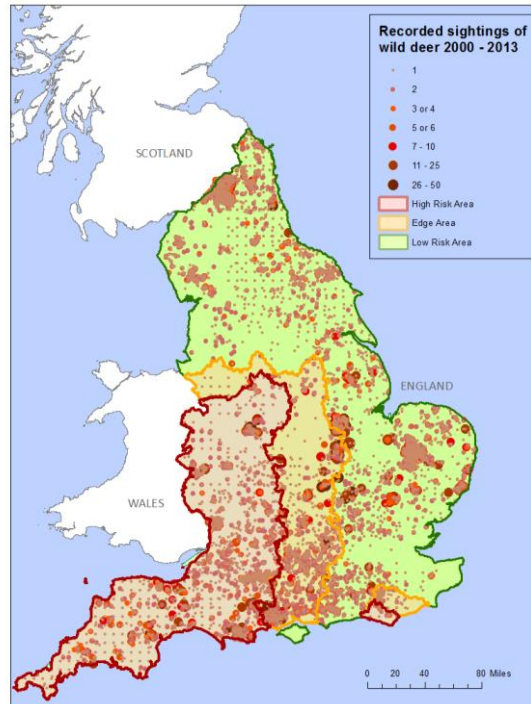 Recorded sightings of
wild deer 2000 - 2013
1
2
3 or 4
5 or 6
7 - 10
11 - 25
26 - 50
High Risk Area
Edge Area
Low Risk Area
SCOTLAND
ENGLAND
WALES
0 20 40 80 Miles